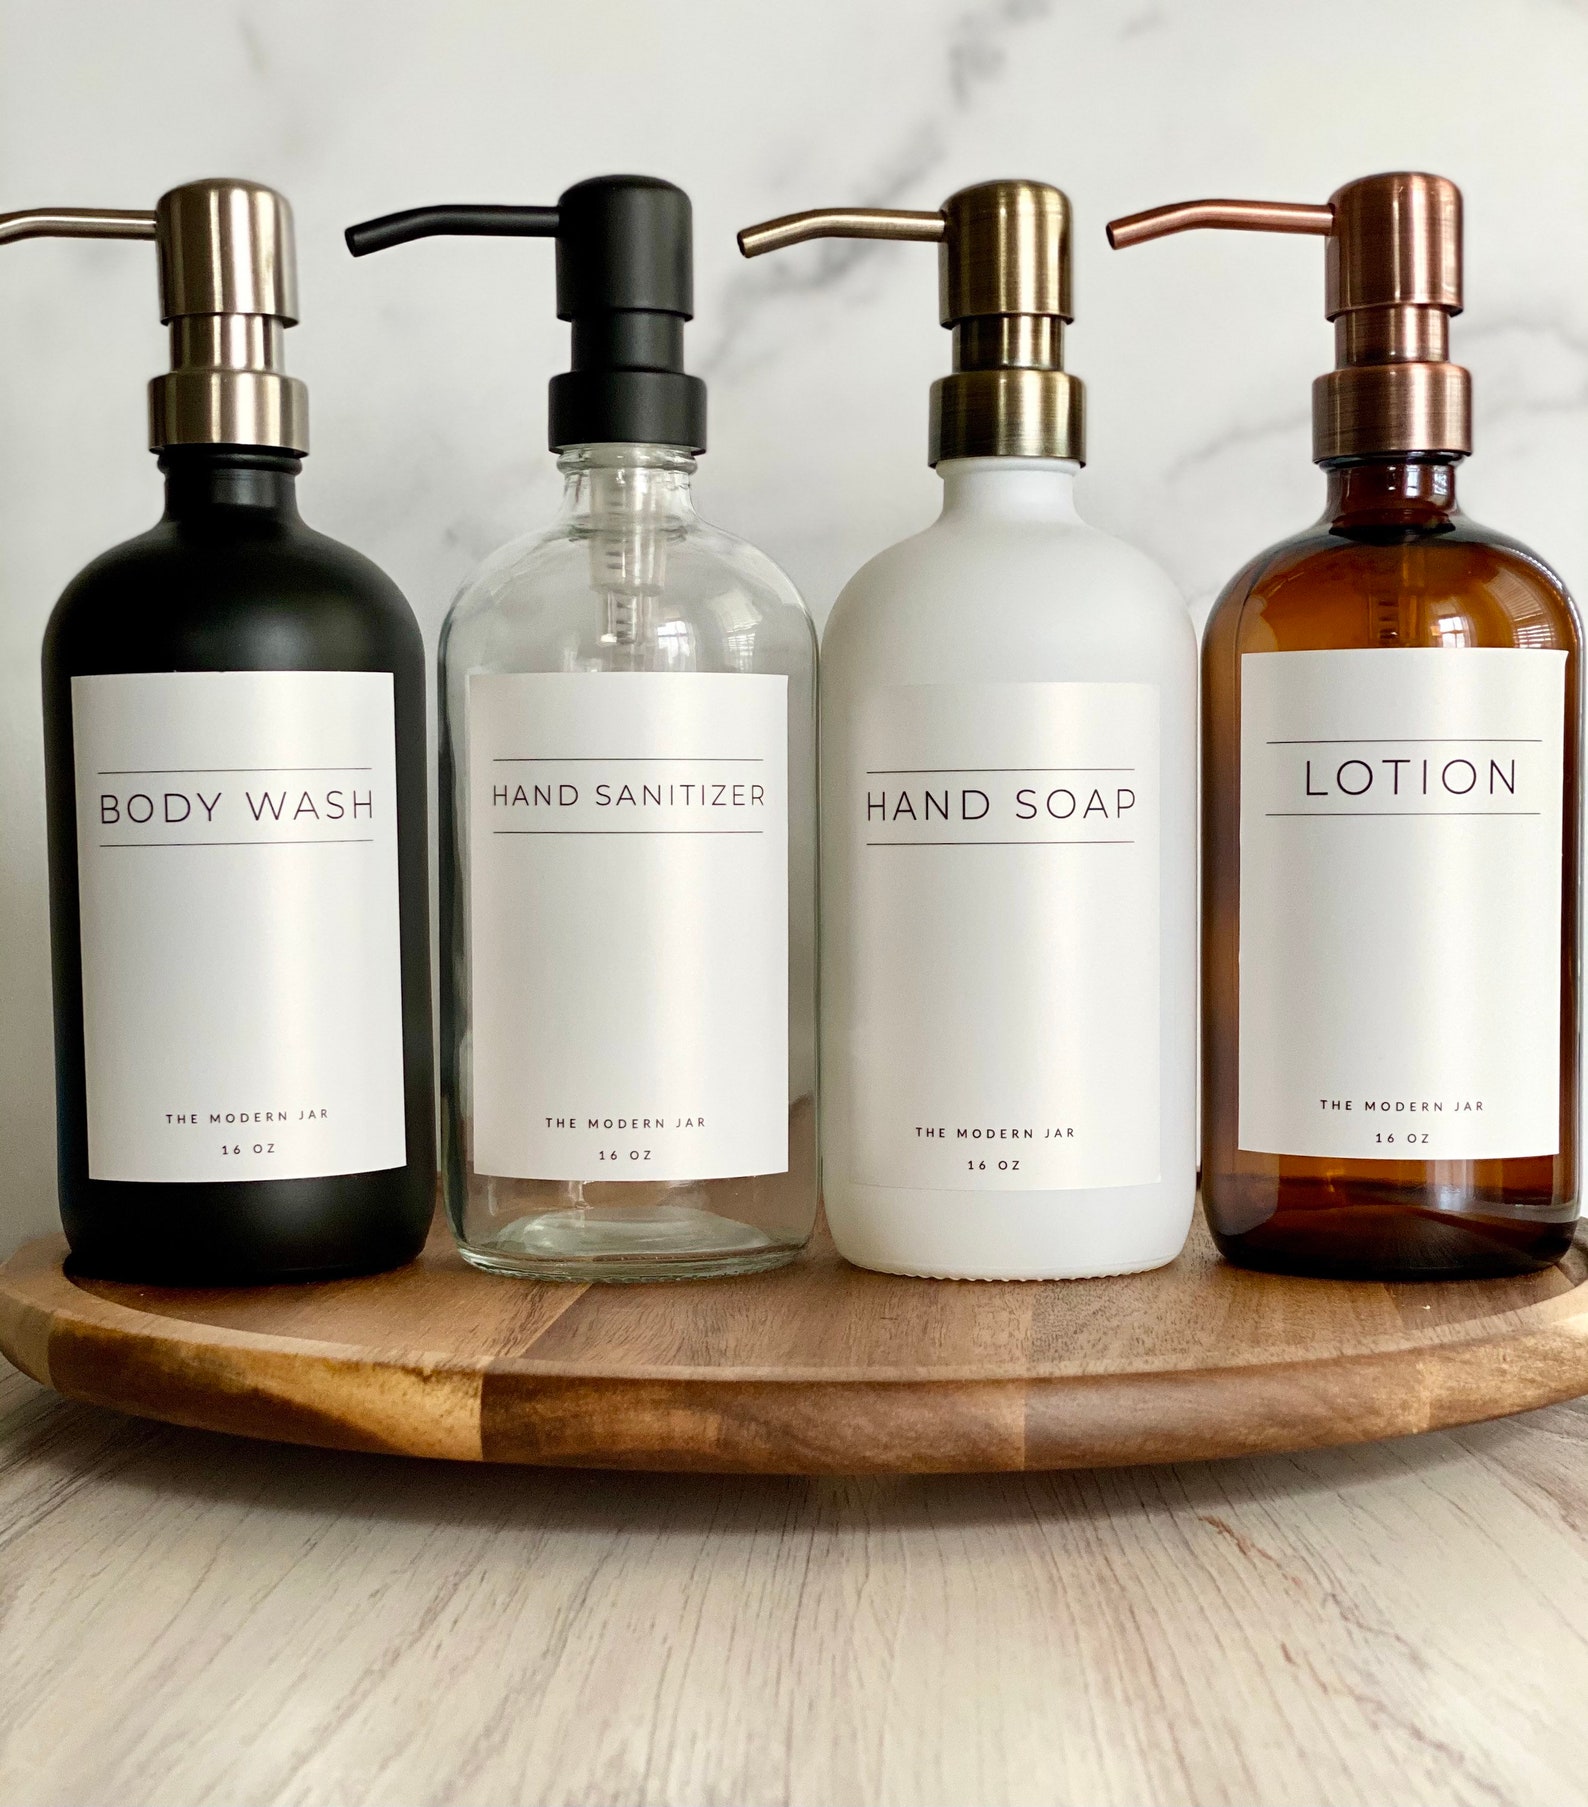 BODY WASH
THE MODERN JAR
16 OZ
HAND SANITIZER
THE MODERN JAR
16 OZ
HAND SOAP
THE MODERN JAR
16 OZ
LOTION
THE MODERN JAR
16 OZ